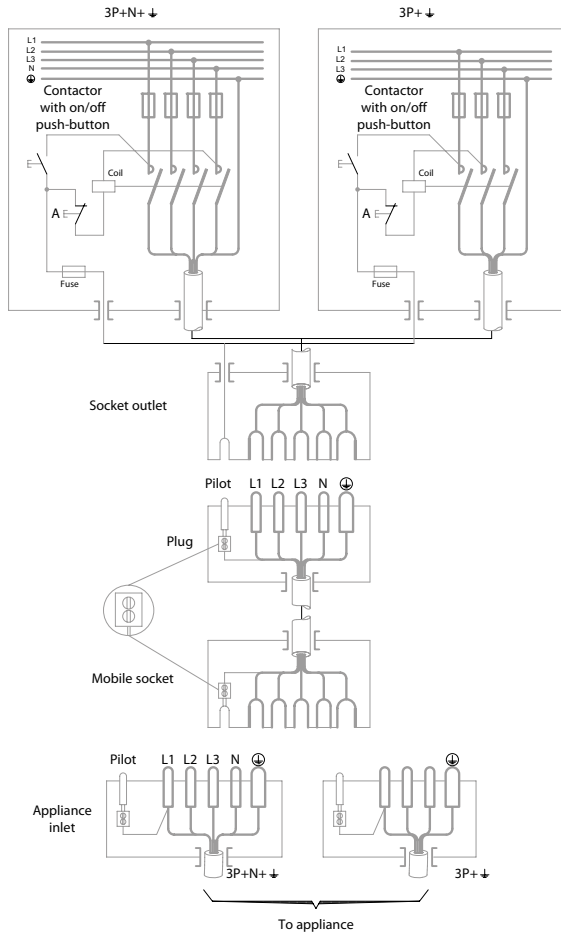 3P+N+⏚
3P+⏚
L1
L2
L3
N
Contactor
with on/off
push-button
Coil
A
Fuse
L1
L2
L3
Contactor
with on/off
push-button
Coil
A
Fuse
Socket outlet
Pilot L1 L2 L3 N
Plug
Mobile socket
Pilot L1 L2 L3 N
Appliance
inlet
3P+N+⏚
3P+⏚
To appliance